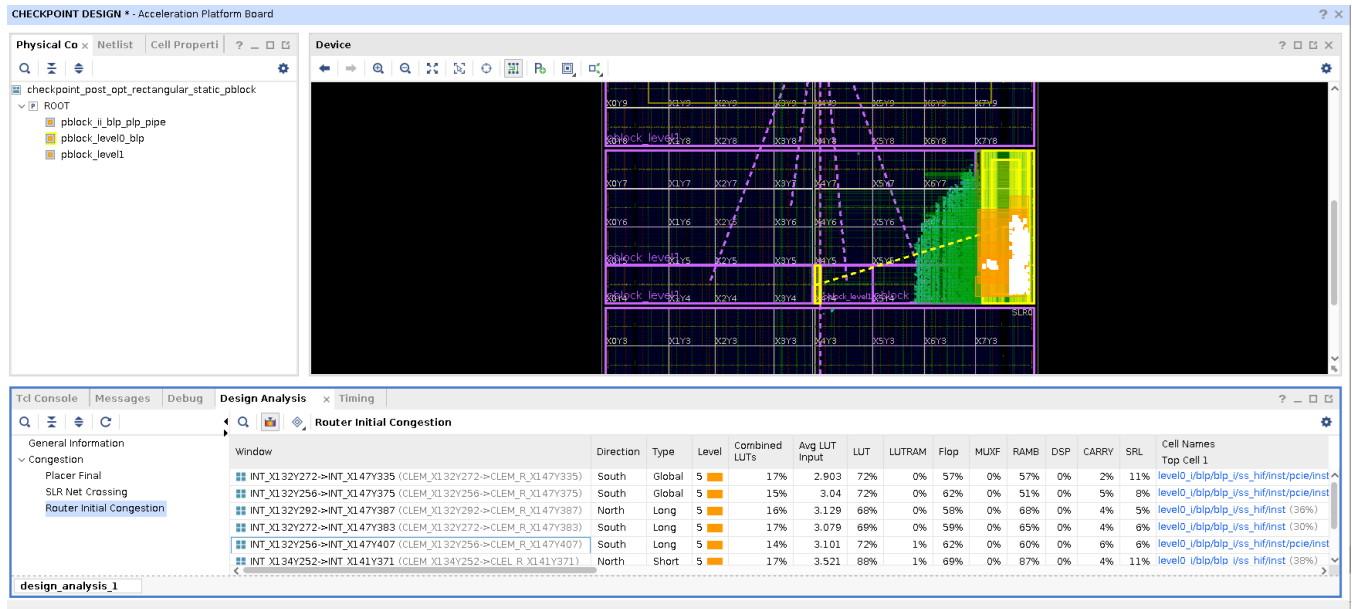 CHECKPOINT DESIGN * - Acceleration Platform Board ? ×
Physical Co × Netlist Cell Properti ?
Device ?
checkpoint_post_opt_rectangular_static_pblock
ROOT
pblock_ii_blp_plp_pipe
pblock_level0_blp
pblock_level1
X0Y9 X1Y9 X2Y9 X3Y9 X4Y9 X5Y9 X6Y9 X7Y9
pblock_level1
X0Y8 X1Y8 X2Y8 X3Y8 X4Y8 X5Y8 X6Y8 X7Y8
X0Y7 X1Y7 X2Y7 X3Y7 X4Y7 X5Y7 X6Y7
X0Y6 X1Y6 X2Y6 X3Y6 X4Y6 X5Y6
pblock_level1
X0Y5 X1Y5 X2Y5 X3Y5 X4Y5 X5Y5
pblock_level1
X0Y4 X1Y4 X2Y4 X3Y4 pblock_level1 pblock
SLR0
X0Y3 X1Y3 X2Y3 X3Y3 X4Y3 X5Y3 X6Y3 X7Y3
Tcl Console Messages Debug Design Analysis × Timing ?
Router Initial Congestion
General Information
Congestion
Placer Final
SLR Net Crossing
Router Initial Congestion
Window Direction Type Level Combined LUTs Avg LUT Input LUT LUTRAM Flop MUXF RAMB DSP CARRY SRL Cell Names Top Cell 1
INT_X132Y272->INT_X147Y335 (CLEM_X132Y272->CLEM_R_X147Y335) South Global 5 17% 2.903 72% 0% 57% 0% 57% 0% 2% 11% level0_i/blp/blp_i/ss_hif/inst/pcie/inst
INT_X132Y256->INT_X147Y375 (CLEM_X132Y256->CLEM_R_X147Y375) South Global 5 15% 3.04 72% 0% 62% 0% 51% 0% 5% 8% level0_i/blp/blp_i/ss_hif/inst/pcie/inst
INT_X132Y292->INT_X147Y387 (CLEM_X132Y292->CLEM_R_X147Y387) North Long 5 16% 3.129 68% 0% 58% 0% 68% 0% 4% 5% level0_i/blp/blp_i/ss_hif/inst (36%)
INT_X132Y272->INT_X147Y383 (CLEM_X132Y272->CLEM_R_X147Y383) South Long 5 17% 3.079 69% 0% 59% 0% 65% 0% 4% 6% level0_i/blp/blp_i/ss_hif/inst (30%)
INT_X132Y256->INT_X147Y407 (CLEM_X132Y256->CLEM_R_X147Y407) South Long 5 14% 3.101 72% 1% 62% 0% 60% 0% 6% 6% level0_i/blp/blp_i/ss_hif/inst/pcie/inst
INT_X134Y252->INT_X141Y371 (CLEM_X134Y252->CLEL_R_X141Y371) North Short 5 17% 3.521 88% 1% 69% 0% 87% 0% 4% 11% level0_i/blp/blp_i/ss_hif/inst (38%)
design_analysis_1